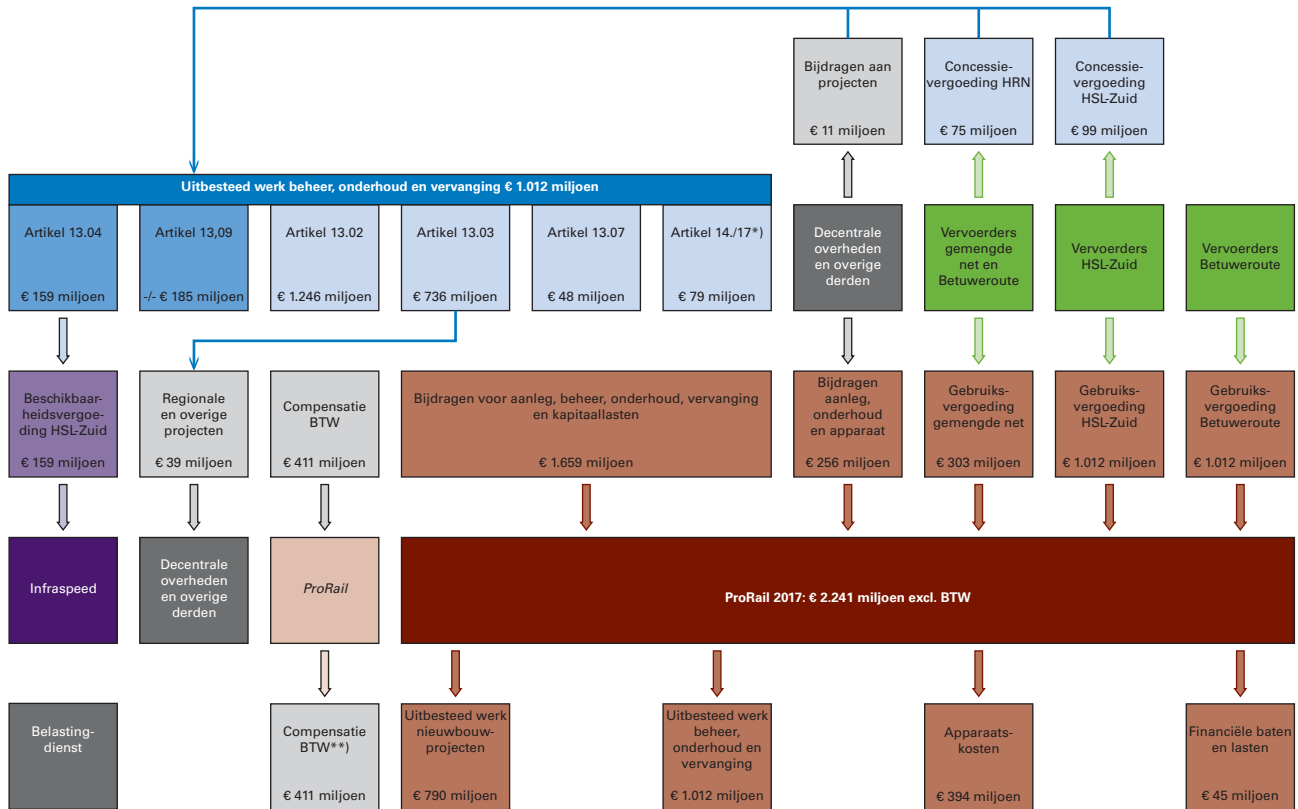 Bijdragen aan
projecten
€ 11 miljoen
Concessie-
vergoeding HRN
€ 75 miljoen
Concessie-
vergoeding
HSL-Zuid
€ 99 miljoen
Uitbesteed werk beheer, onderhoud en vervanging € 1.012 miljoen
Artikel 13.04
€ 159 miljoen
Artikel 13,09
-/- € 185 miljoen
Artikel 13.02
€ 1.246 miljoen
Artikel 13.03
€ 736 miljoen
Artikel 13.07
€ 48 miljoen
Artikel 14./17*)
€ 79 miljoen
Decentrale
overheden
en overige
derden
Vervoerders
gemengde
net en
Betuweroute
Vervoerders
HSL-Zuid
Vervoerders
Betuweroute
Beschikbaar-
heidsvergoe-
ding HSL-Zuid
€ 159 miljoen
Regionale
en overige
projecten
€ 39 miljoen
Compensatie
BTW
€ 411 miljoen
Bijdragen voor aanleg, beheer, onderhoud, vervanging
en kapitaallasten
€ 1.659 miljoen
Bijdragen
aanleg,
onderhoud
en apparaat
€ 256 miljoen
Gebruiks-
vergoeding
gemengde net
€ 303 miljoen
Gebruiks-
vergoeding
HSL-Zuid
€ 1.012 miljoen
Gebruiks-
vergoeding
Betuweroute
€ 1.012 miljoen
Infraspeed
Decentrale
overheden
en overige
derden
ProRail
ProRail 2017: € 2.241 miljoen excl. BTW
Belasting-
dienst
Compensatie
BTW**)
€ 411 miljoen
Uitbesteed werk
nieuwbouw-
projecten
€ 790 miljoen
Uitbesteed werk
beheer,
onderhoud en
vervanging
€ 1.012 miljoen
Apparaats-
kosten
€ 394 miljoen
Financiële baten
en lasten
€ 45 miljoen